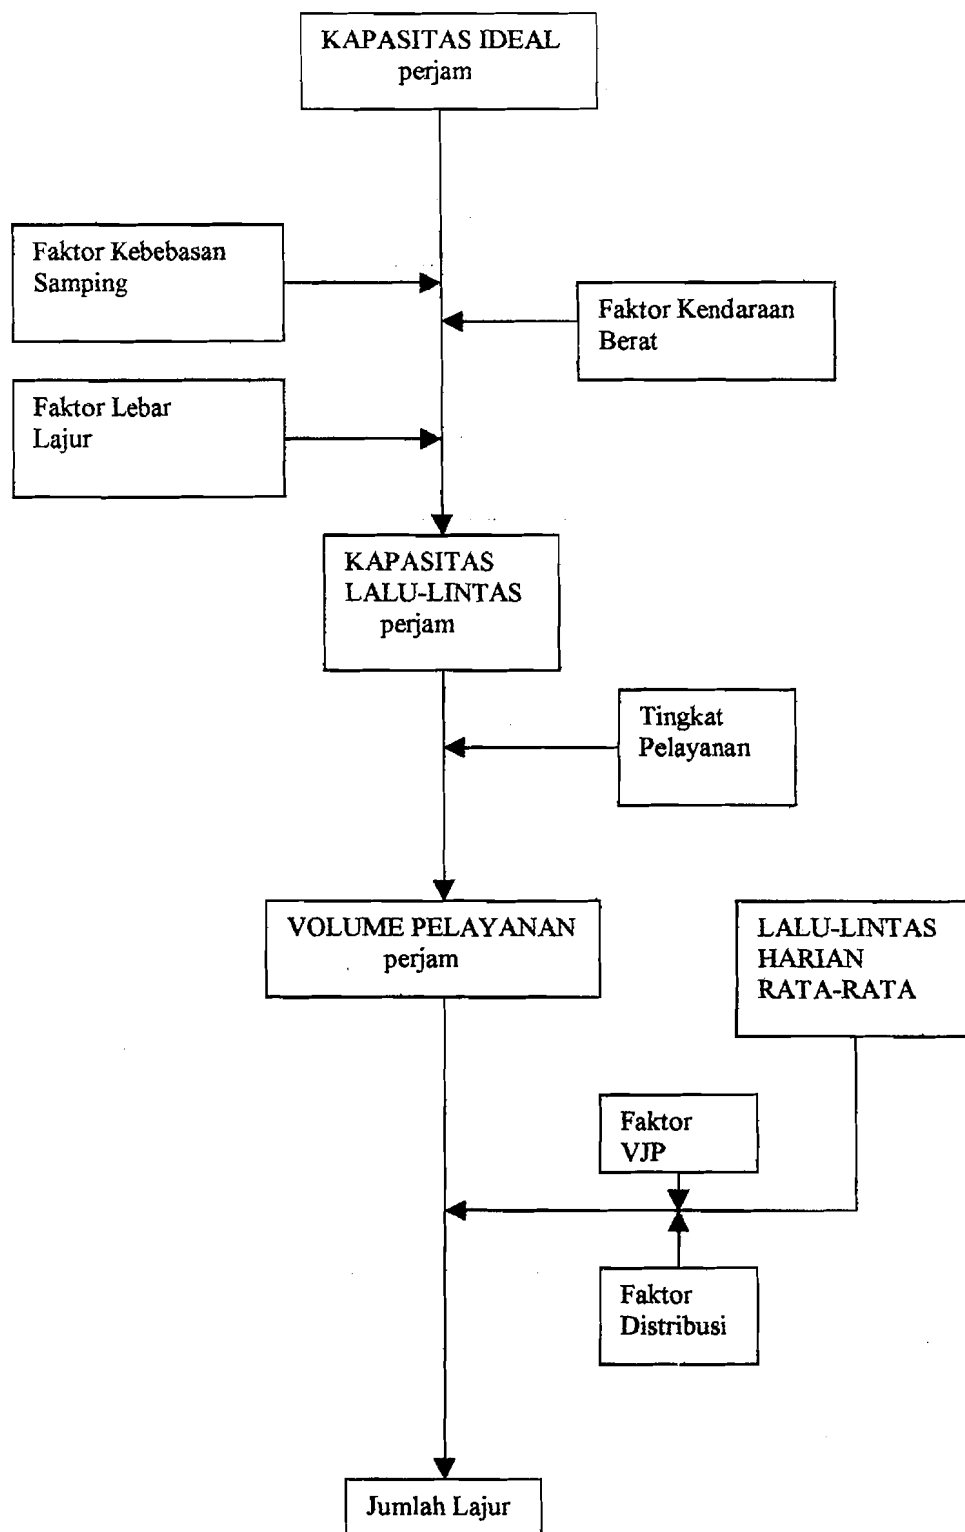 KAPASITAS IDEAL
perjam
Faktor Kebebasan
Samping
Faktor Kendaraan
Berat
Faktor Lebar
Lajur
KAPASITAS
LALU-LINTAS
perjam
Tingkat
Pelayanan
VOLUME PELAYANAN
perjam
LALU-LINTAS
HARIAN
RATA-RATA
Faktor
VJP
Faktor
Distribusi
Jumlah Lajur